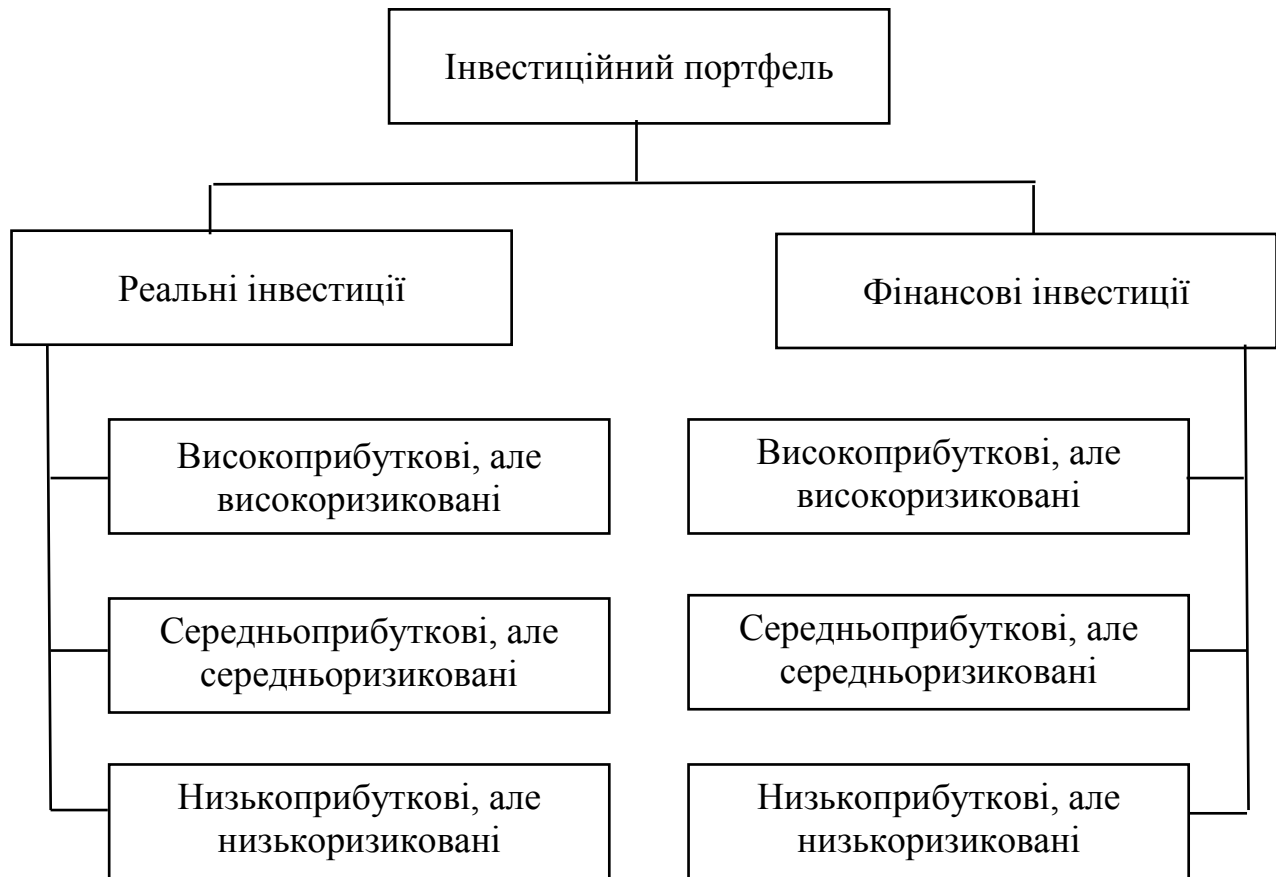 Інвестиційний портфель
Реальні інвестиції
Фінансові інвестиції
Високоприбуткові, але
високоризиковані
Високоприбуткові, але
високоризиковані
Середньоприбуткові, але
середньоризиковані
Середньоприбуткові, але
середньоризиковані
Низькоприбуткові, але
низькоризиковані
Низькоприбуткові, але
низькоризиковані